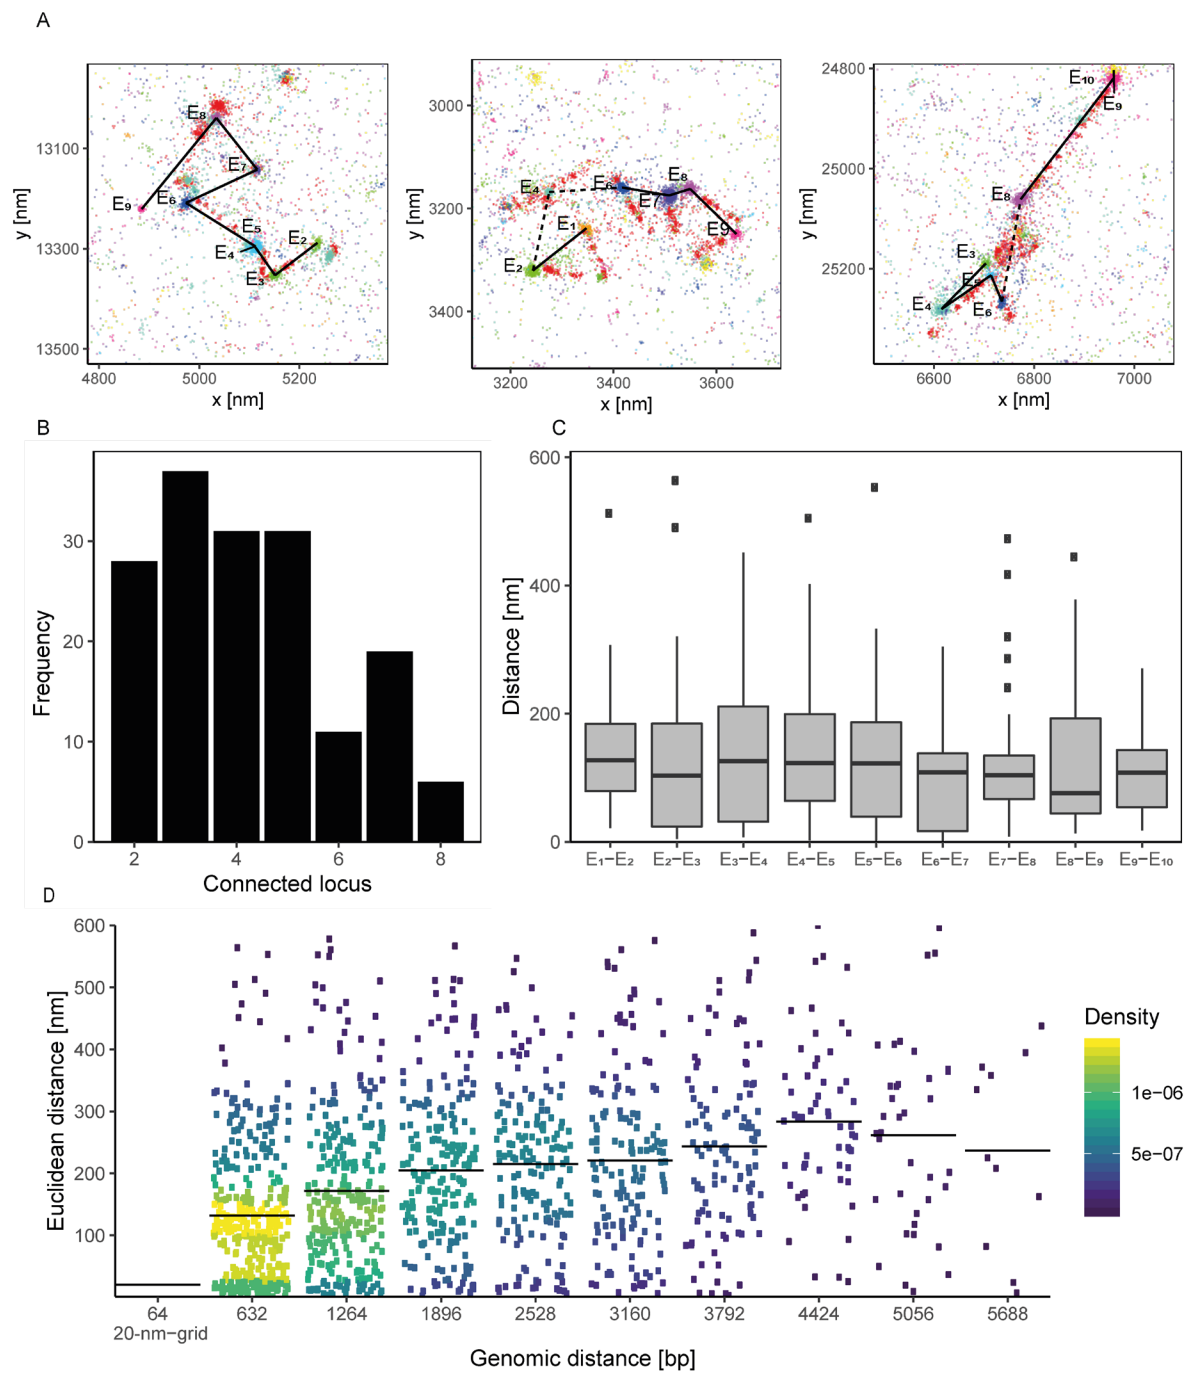 A
E₈
E₇
E₉
E₆
E₅
E₄
E₃
E₂
13100
13300
13500
y [nm]
4800 5000 5200
x [nm]
E₄
E₆
E₇
E₈
E₁
E₂
E9
3000
3200
3400
y [nm]
3200 3400 3600
x [nm]
E₁₀
E₉
E₈
E₃
E₅
E₄
E₆
24800
25000
25200
y [nm]
6600 6800 7000
x [nm]
B
30
20
10
0
Frequency
2 4 6 8
Connected locus
C
600
400
200
0
Distance [nm]
E₁−E₂ E₂−E₃ E₃−E₄ E₄−E₅ E₅−E₆ E₆−E₇ E₇−E₈ E₈−E₉ E₉−E₁₀
D
600
500
400
300
200
100
Euclidean distance [nm]
64 632 1264 1896 2528 3160 3792 4424 5056 5688
20-nm−grid
Genomic distance [bp]
Density
1e−06
5e−07